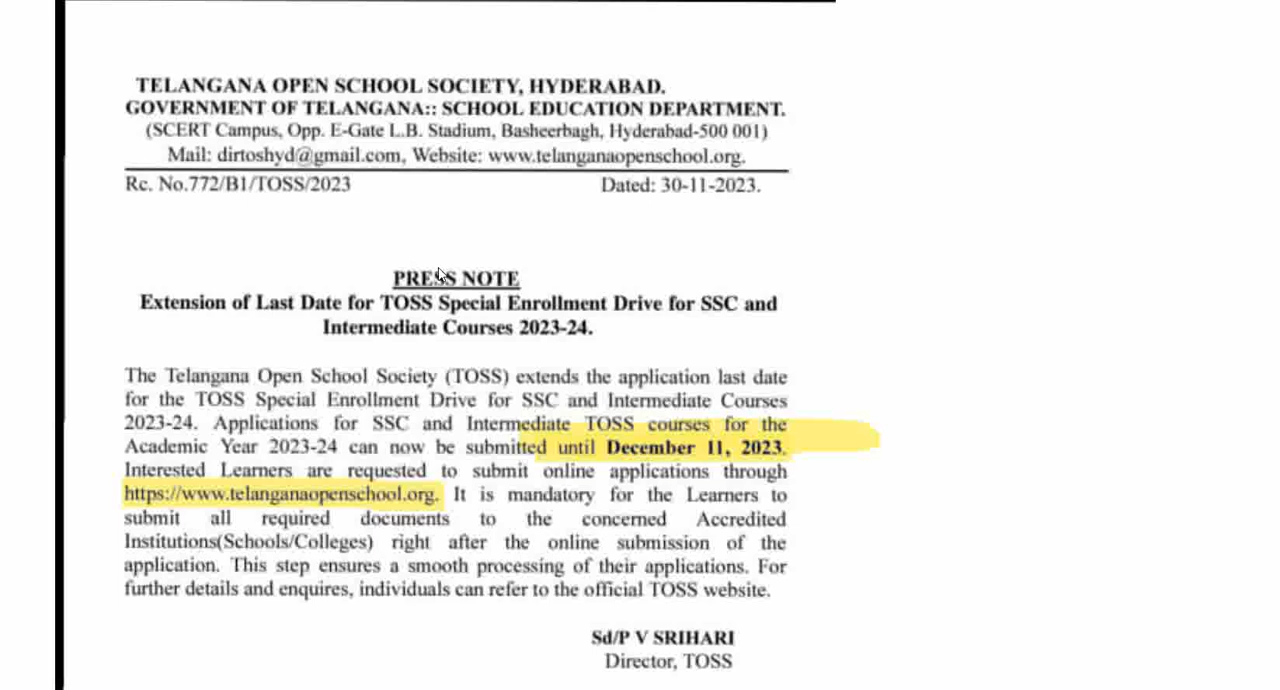 TELANGANA OPEN SCHOOL SOCIETY, HYDERABAD.
GOVERNMENT OF TELANGANA:: SCHOOL EDUCATION DEPARTMENT.
(SCERT Campus, Opp. E-Gate L.B. Stadium, Basheerbagh, Hyderabad-500 001)
Mail: dirtoshyd@gmail.com, Website: www.telanganaopenschool.org.
Rc. No.772/B1/TOSS/2023 Dated: 30-11-2023.
PRESS NOTE
Extension of Last Date for TOSS Special Enrollment Drive for SSC and
Intermediate Courses 2023-24.
The Telangana Open School Society (TOSS) extends the application last date
for the TOSS Special Enrollment Drive for SSC and Intermediate Courses
2023-24. Applications for SSC and Intermediate TOSS courses for the
Academic Year 2023-24 can now be submitted until December 11, 2023.
Interested Learners are requested to submit online applications through
https://www.telanganaopenschool.org. It is mandatory for the Learners to
submit all required documents to the concerned Accredited
Institutions(Schools/Colleges) right after the online submission of the
application. This step ensures a smooth processing of their applications. For
further details and enquires, individuals can refer to the official TOSS website.
Sd/P V SRIHARI
Director, TOSS